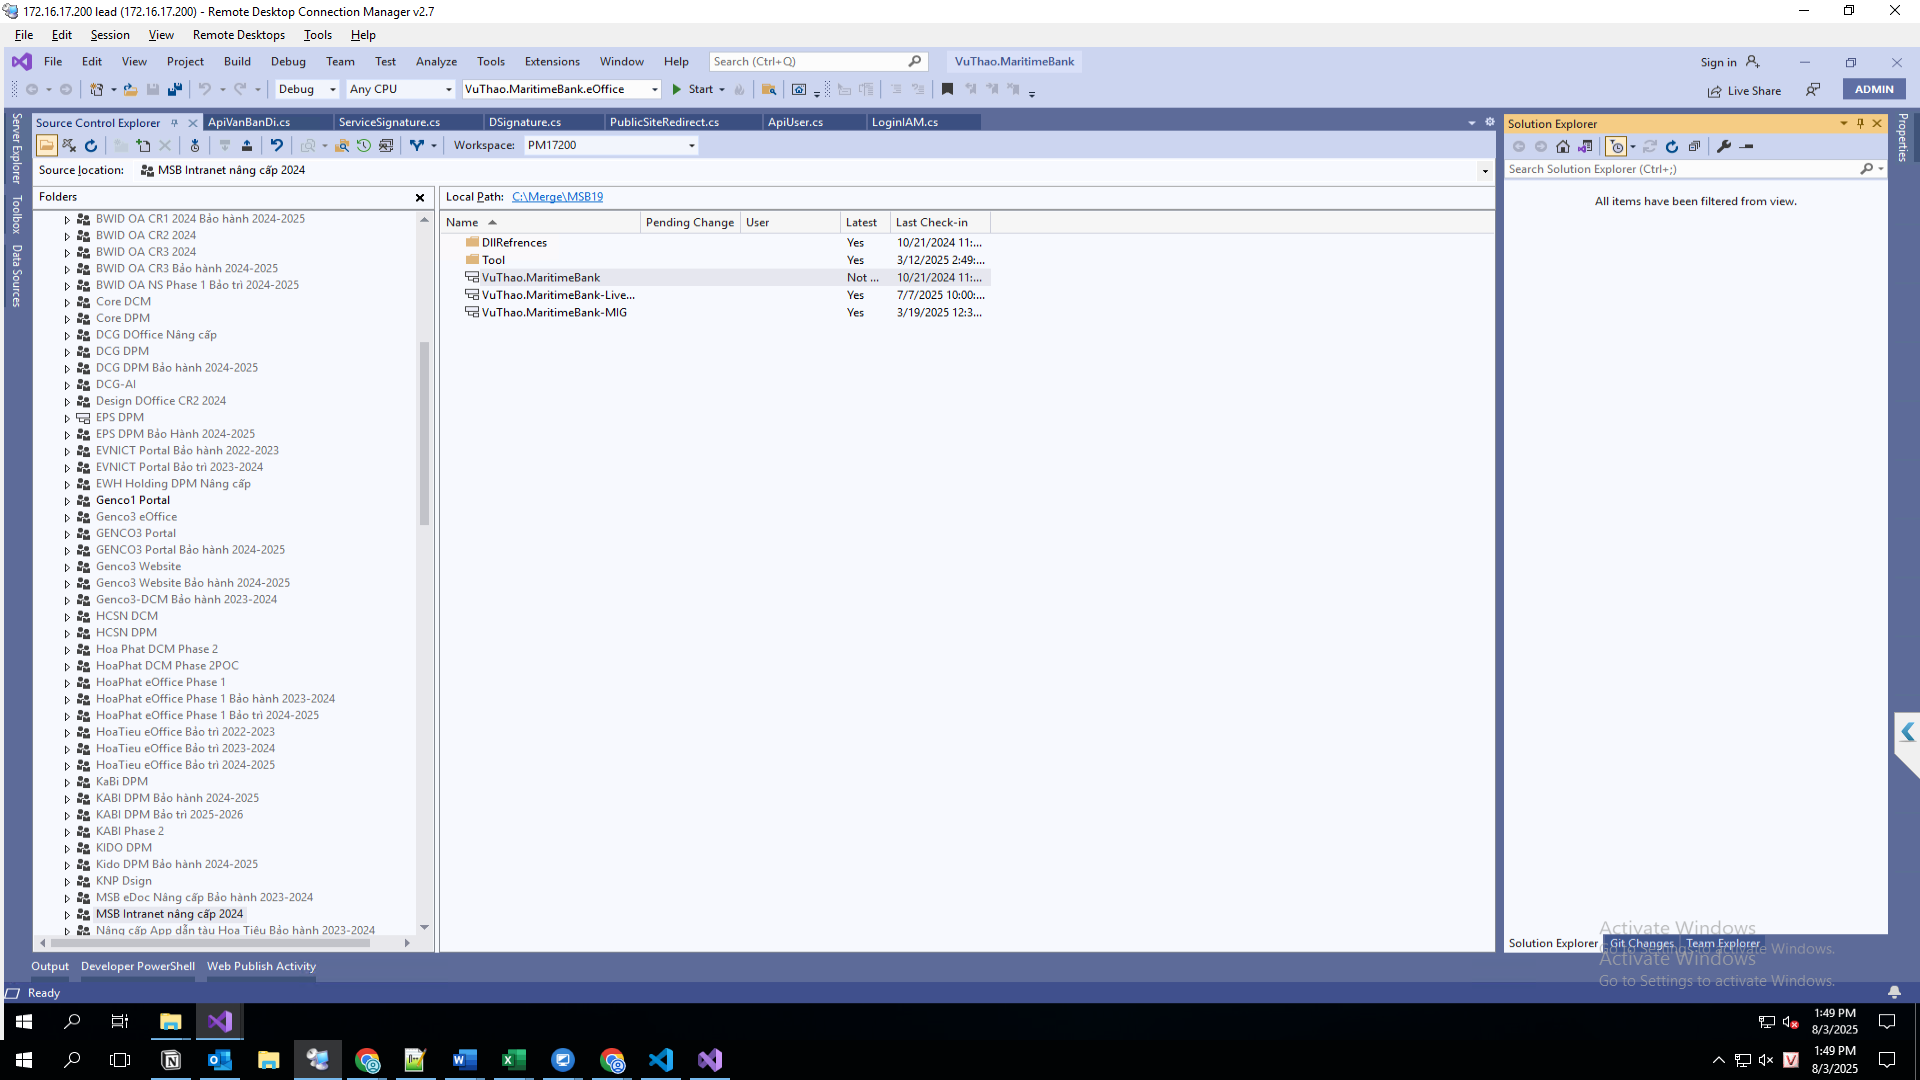 172.16.17.200 lead (172.16.17.200) - Remote Desktop Connection Manager v2.7
File Edit Session View Remote Desktops Tools Help
File Edit View Project Build Debug Team Test Analyze Tools Extensions Window Help Search (Ctrl+Q) VuThao.MaritimeBank Sign in
Debug Any CPU VuThao.MaritimeBank.eOffice Start Live Share ADMIN
Source Control Explorer ApiVanBanDi.cs ServiceSignature.cs DSignature.cs PublicSiteRedirect.cs ApiUser.cs LoginIAM.cs
Workspace: PM17200
Source location: MSB Intranet nâng cấp 2024
Server Explorer
Toolbox
Data Sources
Folders
BWID OA CR1 2024 Bảo hành 2024-2025
BWID OA CR2 2024
BWID OA CR3 2024
BWID OA CR3 Bảo hành 2024-2025
BWID OA NS Phase 1 Bảo trì 2024-2025
Core DCM
Core DPM
DCG DOffice Nâng cấp
DCG DPM
DCG DPM Bảo hành 2024-2025
DCG-AI
Design DOffice CR2 2024
EPS DPM
EPS DPM Bảo Hành 2024-2025
EVNICT Portal Bảo hành 2022-2023
EVNICT Portal Bảo trì 2023-2024
EWH Holding DPM Nâng cấp
Genco1 Portal
Genco3 eOffice
GENCO3 Portal
GENCO3 Portal Bảo hành 2024-2025
Genco3 Website
Genco3 Website Bảo hành 2024-2025
Genco3-DCM Bảo hành 2023-2024
HCSN DCM
HCSN DPM
Hoa Phat DCM Phase 2
HoaPhat DCM Phase 2POC
HoaPhat eOffice Phase 1
HoaPhat eOffice Phase 1 Bảo hành 2023-2024
HoaPhat eOffice Phase 1 Bảo trì 2024-2025
HoaTieu eOffice Bảo trì 2022-2023
HoaTieu eOffice Bảo trì 2023-2024
HoaTieu eOffice Bảo trì 2024-2025
KaBi DPM
KABI DPM Bảo hành 2024-2025
KABI DPM Bảo trì 2025-2026
KABI Phase 2
KIDO DPM
Kido DPM Bảo hành 2024-2025
KNP Dsign
MSB eDoc Nâng cấp Bảo hành 2023-2024
MSB Intranet nâng cấp 2024
Nâng cấp App dẫn tàu Hoa Tiêu Bảo hành 2023-2024
Local Path: C:\Merge\MSB19
Name Pending Change User Latest Last Check-in
DllRefrences Yes 10/21/2024 11:...
Tool Yes 3/12/2025 2:49:...
VuThao.MaritimeBank Not ... 10/21/2024 11:...
VuThao.MaritimeBank-Live... Yes 7/7/2025 10:00:...
VuThao.MaritimeBank-MIG Yes 3/19/2025 12:3...
Solution Explorer
Search Solution Explorer (Ctrl+;)
All items have been filtered from view.
Properties
Solution Explorer Git Changes Team Explorer
Activate Windows
Go to Settings to activate Windows.
Activate Windows
Go to Settings to activate Windows.
Output Developer PowerShell Web Publish Activity
Ready
1:49 PM
8/3/2025
1:49 PM
8/3/2025